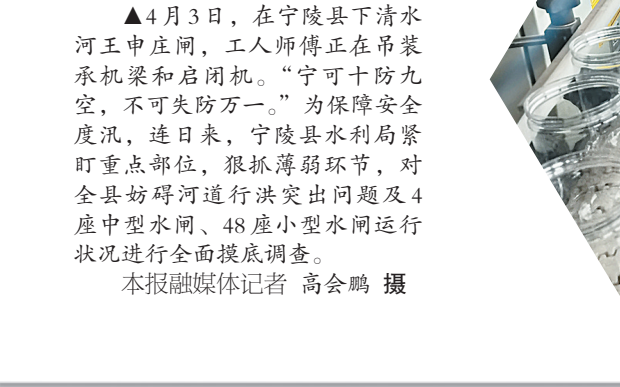 ▲4月3日，在宁陵县下清水
河王申庄闸，工人师傅正在吊装
承机梁和启闭机。“宁可十防九
空，不可失防万一。”为保障安全
度汛，连日来，宁陵县水利局紧
盯重点部位，狠抓薄弱环节，对
全县妨碍河道行洪突出问题及4
座中型水闸、48座小型水闸运行
状况进行全面摸底调查。
本报融媒体记者 高会鹏 摄